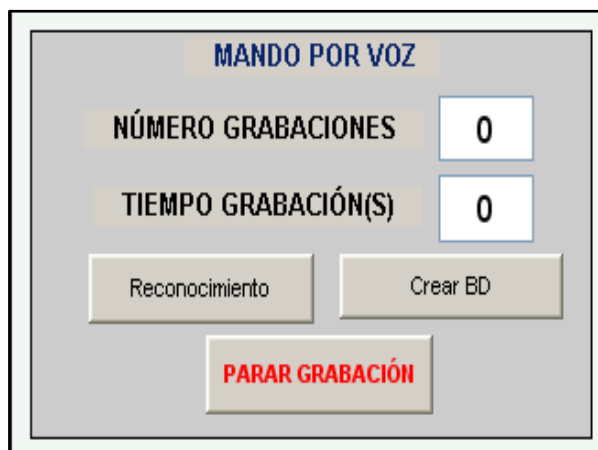 MANDO POR VOZ
NÚMERO GRABACIONES 0
TIEMPO GRABACIÓN(S) 0
Reconocimiento Crear BD
PARAR GRABACIÓN